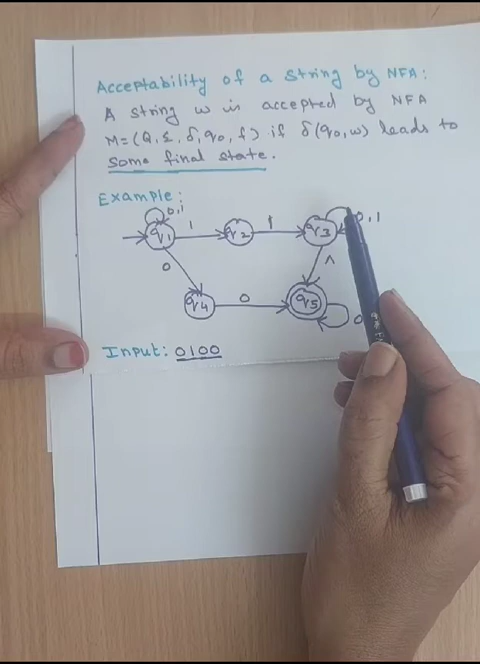 Acceptability of a string by NFA:
A string w is accepted by NFA
M=(Q, Σ, δ, q0, f) if δ(q0, w) leads to
some final state.
Example:
0,1
q1
1
q2
1
q3
0,1
0
λ
q4
0
q5
0
Input: 0100